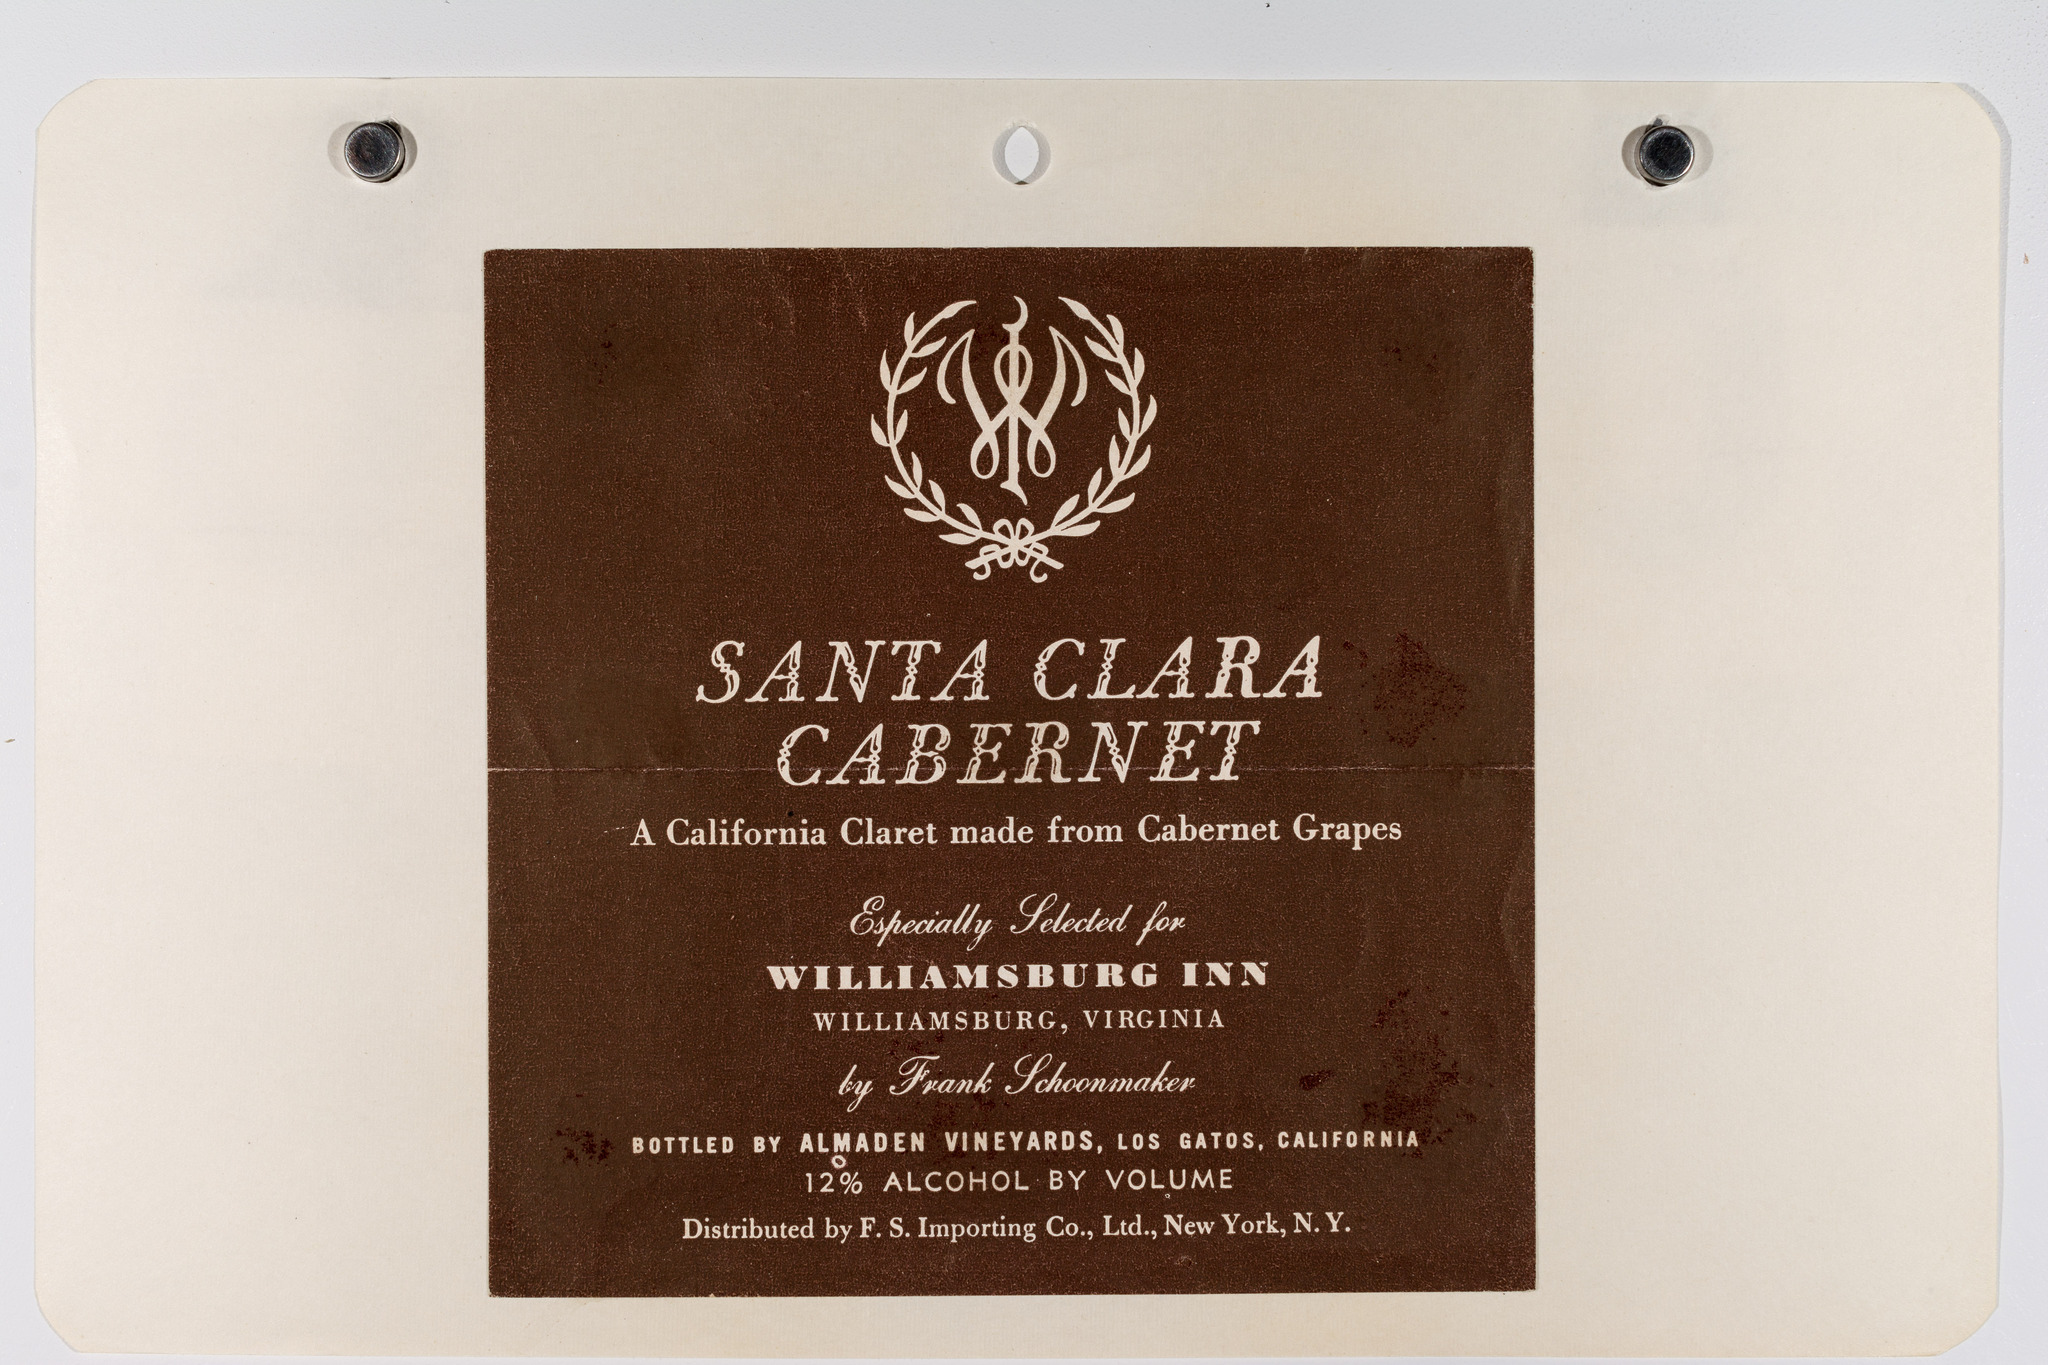 SANTA CLARA
CABERNET
A California Claret made from Cabernet Grapes
Especially Selected for
WILLIAMSBURG INN
WILLIAMSBURG, VIRGINIA
by Frank Schoonmaker
BOTTLED BY ALMADEN VINEYARDS, LOS GATOS, CALIFORNIA
12% ALCOHOL BY VOLUME
Distributed by F. S. Importing Co., Ltd., New York, N. Y.